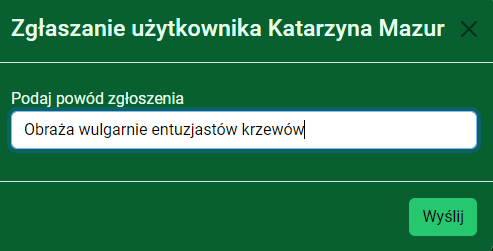 Zgłaszanie użytkownika Katarzyna Mazur
Podaj powód zgłoszenia
Obraża wulgarnie entuzjastów krzewów
Wyślij